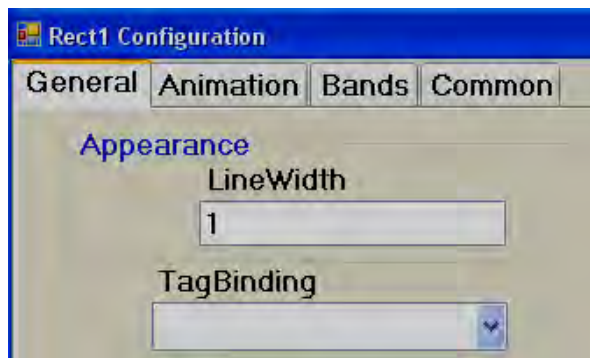 Rect1 Configuration
General Animation Bands Common
Appearance
LineWidth
1
TagBinding